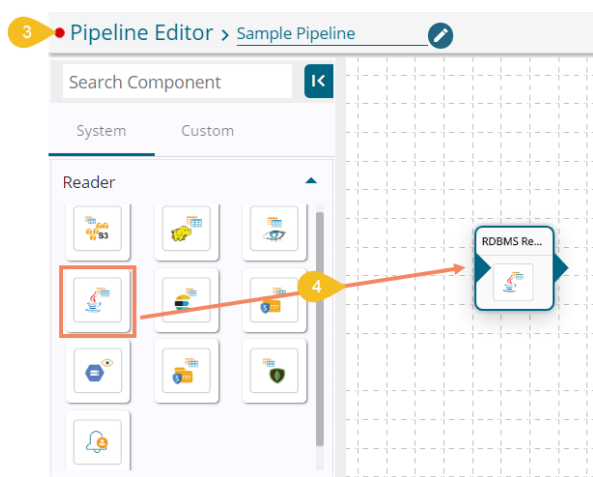 3
Pipeline Editor > Sample Pipeline
Search Component
System Custom
Reader
S3
RDBMS Re...
4